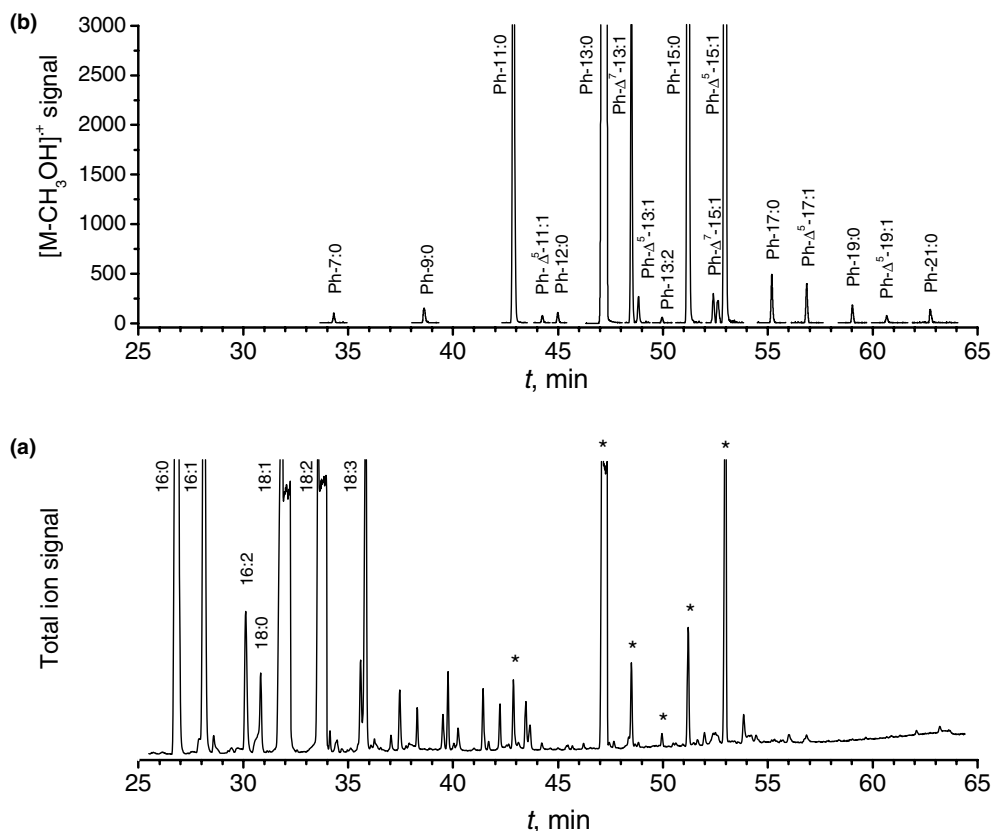 (b)
[M-CH₃OH]·⁺ signal
3000
2500
2000
1500
1000
500
0
Ph-7:0
Ph-9:0
Ph-11:0
Ph-Δ⁵-11:1
Ph-12:0
Ph-13:0
Ph-Δ⁷-13:1
Ph-Δ⁵-13:1
Ph-13:2
Ph-15:0
Ph-Δ⁷-15:1
Ph-Δ⁵-15:1
Ph-17:0
Ph-Δ⁵-17:1
Ph-19:0
Ph-Δ⁵-19:1
Ph-21:0
25 30 35 40 45 50 55 60 65
t, min
(a)
Total ion signal
16:0
16:1
16:2
18:0
18:1
18:2
18:3
*
*
*
*
*
*
25 30 35 40 45 50 55 60 65
t, min